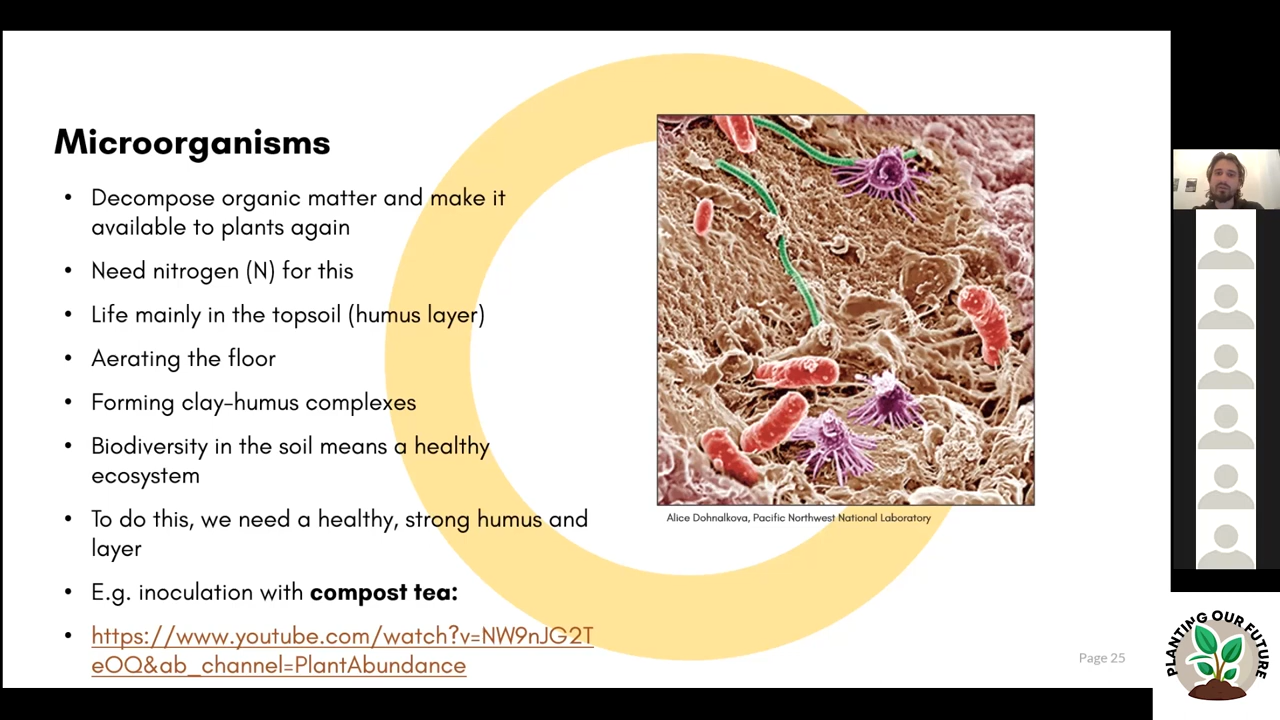 Microorganisms
• Decompose organic matter and make it
available to plants again
• Need nitrogen (N) for this
• Life mainly in the topsoil (humus layer)
• Aerating the floor
• Forming clay-humus complexes
• Biodiversity in the soil means a healthy
ecosystem
• To do this, we need a healthy, strong humus and
layer
• E.g. inoculation with compost tea:
• https://www.youtube.com/watch?v=NW9nJG2T
eOQ&ab_channel=PlantAbundance
Alice Dohnalkova, Pacific Northwest National Laboratory
Page 25
PLANTING OUR FUTURE